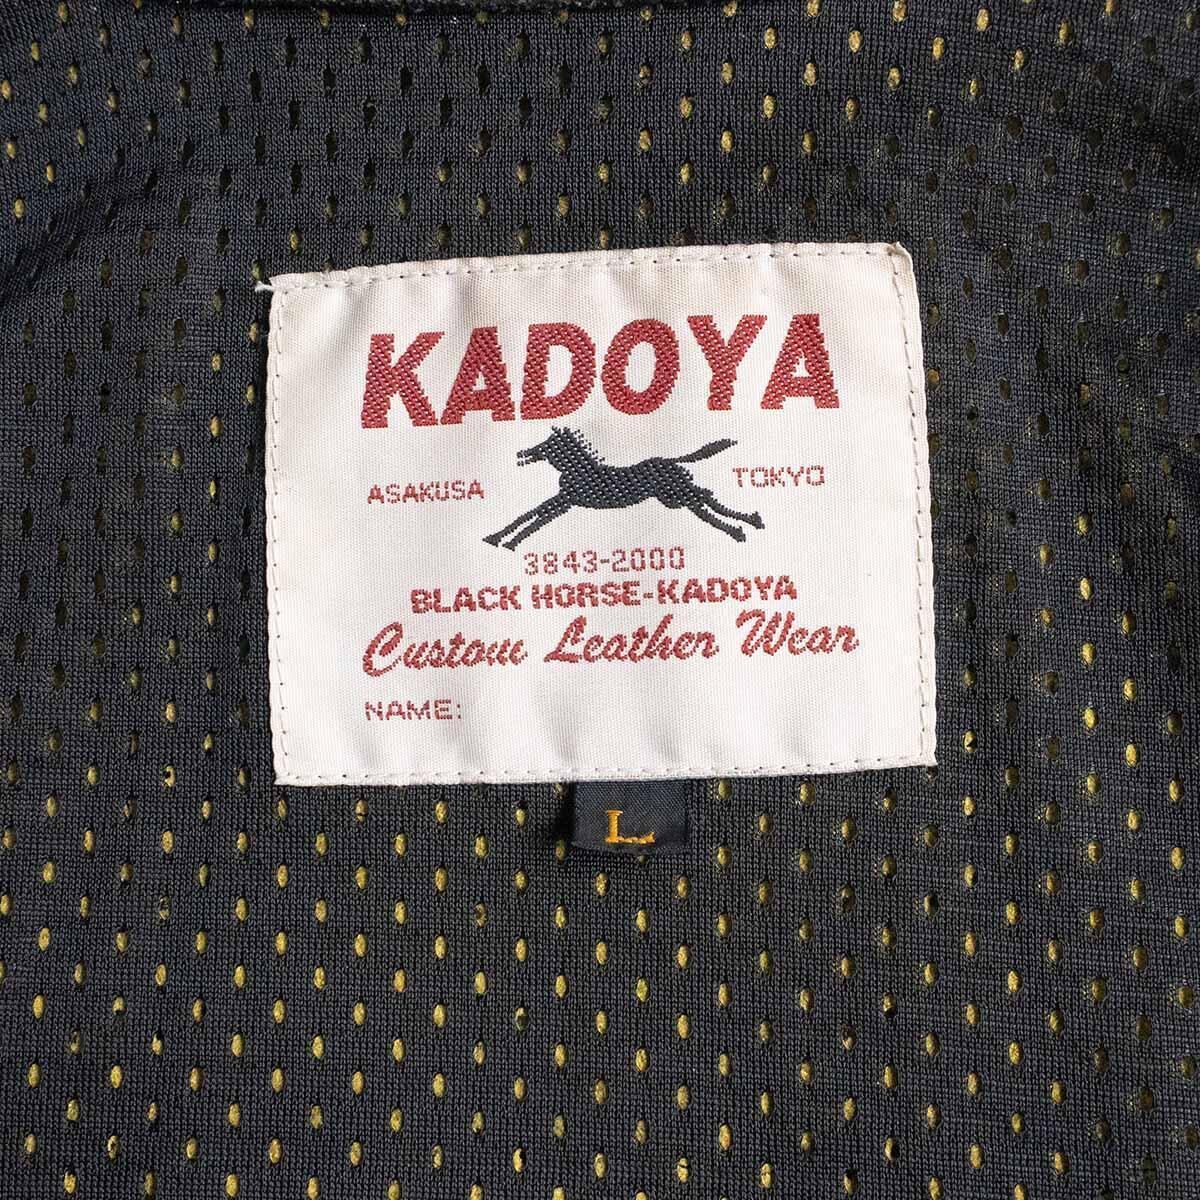 KADOYA
ASAKUSA TOKYO
3843-2000
BLACK HORSE-KADOYA
Custom Leather Wear
NAME:
L